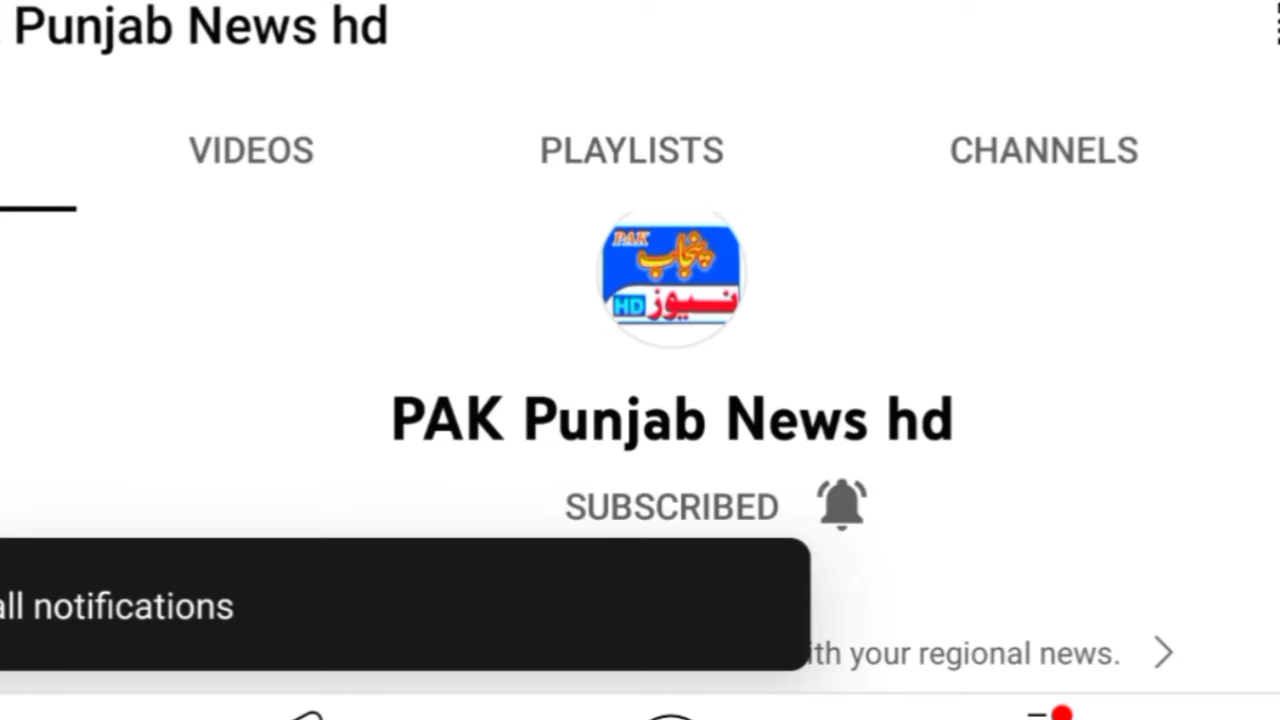 Punjab News hd
VIDEOS PLAYLISTS CHANNELS
PAK
پنجاب
HD نیوز
PAK Punjab News hd
SUBSCRIBED
all notifications
with your regional news.